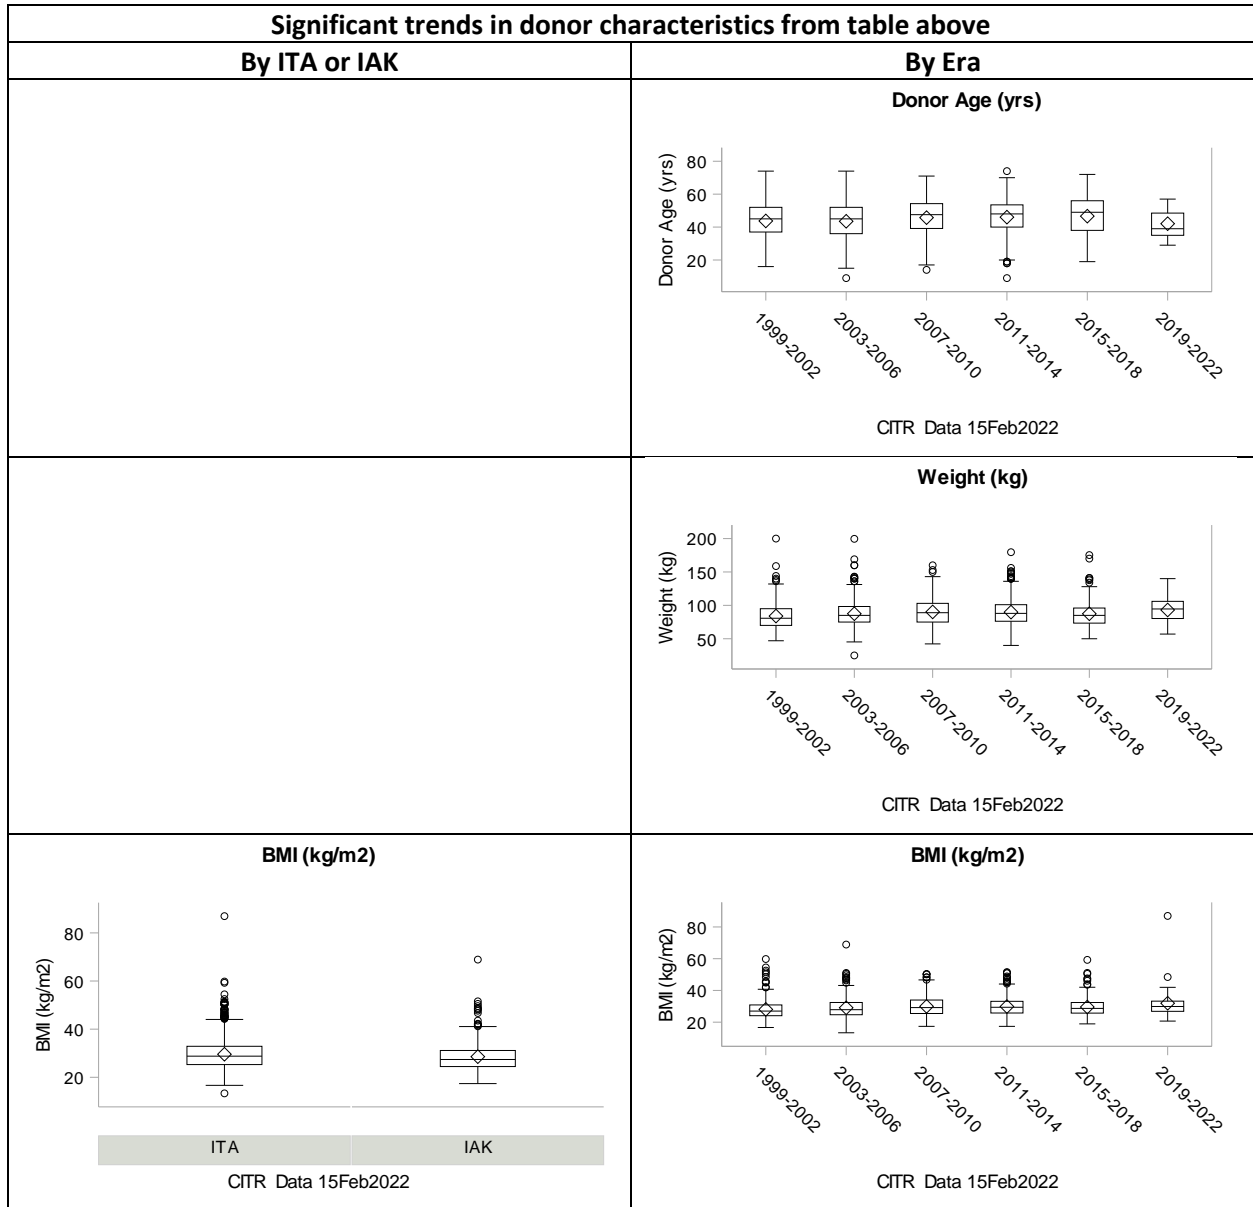 Significant trends in donor characteristics from table above
By ITA or IAK
By Era
Donor Age (yrs)
Donor Age (yrs)
80
60
40
20
1999-2002
2003-2006
2007-2010
2011-2014
2015-2018
2019-2022
CITR Data 15Feb2022
Weight (kg)
Weight (kg)
200
150
100
50
1999-2002
2003-2006
2007-2010
2011-2014
2015-2018
2019-2022
CITR Data 15Feb2022
BMI (kg/m2)
BMI (kg/m2)
80
60
40
20
ITA
IAK
CITR Data 15Feb2022
BMI (kg/m2)
BMI (kg/m2)
80
60
40
20
1999-2002
2003-2006
2007-2010
2011-2014
2015-2018
2019-2022
CITR Data 15Feb2022